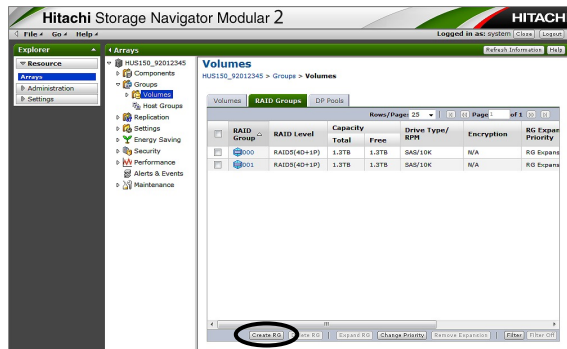 Hitachi Storage Navigator Modular 2
HITACH
File Go Help
Logged in as: system Close Logout
Explorer
Arrays
Refresh Information Help
Resource
Arrays
Administration
Settings
HUS150_92012345
Components
Groups
Volumes
Host Groups
Replication
Settings
Energy Saving
Security
Performance
Alerts & Events
Maintenance
Volumes
HUS150_92012345 > Groups > Volumes
Volumes RAID Groups DP Pools
Rows/Page: 25 Page 1 of 1
RAID Group RAID Level Capacity Drive Type/ RPM Encryption RG Expan Priority
Total Free
000 RAID5(4D+1P) 1.3TB 1.3TB SAS/10K N/A RG Expans
001 RAID5(4D+1P) 1.3TB 1.3TB SAS/10K N/A RG Expans
Create RG Delete RG Expand RG Change Priority Remove Expansion Filter Filter Off